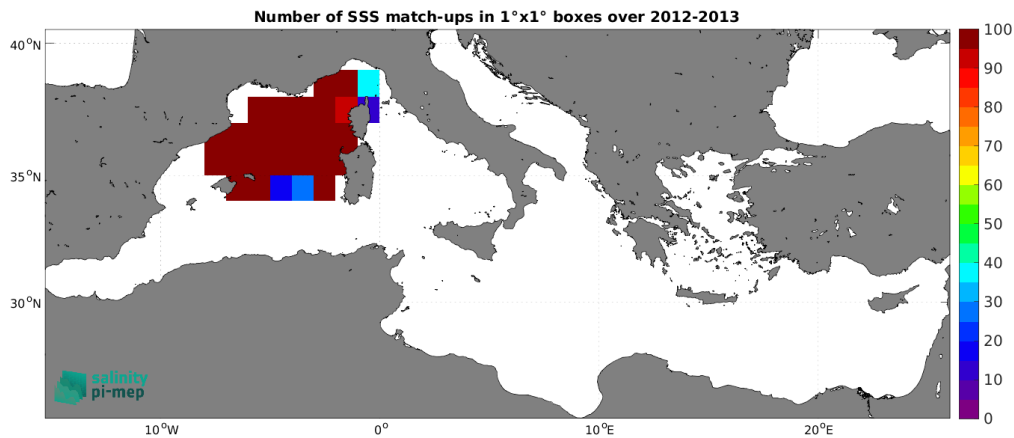 Number of SSS match-ups in 1°x1° boxes over 2012-2013
40°N
35°N
30°N
10°W
0°
10°E
20°E
100
90
80
70
60
50
40
30
20
10
0
salinity
pi-mep